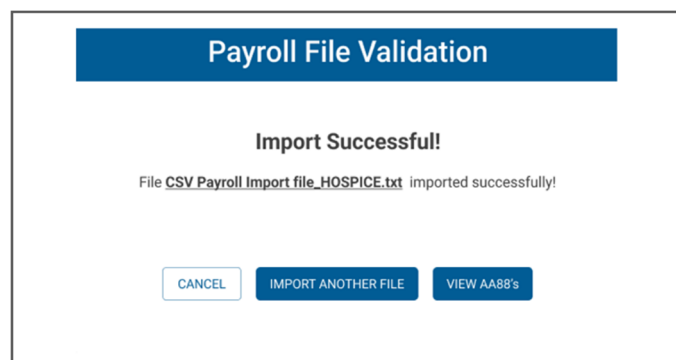 Payroll File Validation
Import Successful!
File CSV Payroll Import file_HOSPICE.txt imported successfully!
CANCEL
IMPORT ANOTHER FILE
VIEW AA88's